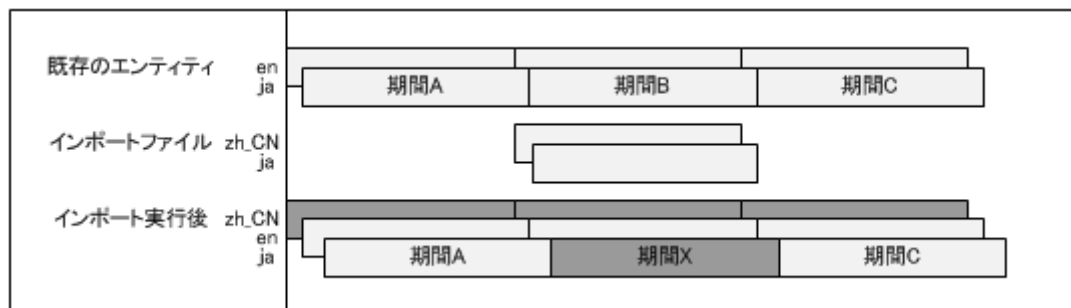 既存のエンティティ en
ja
期間A 期間B 期間C
インポートファイル zh_CN
ja
インポート実行後 zh_CN
en
ja
期間A 期間X 期間C